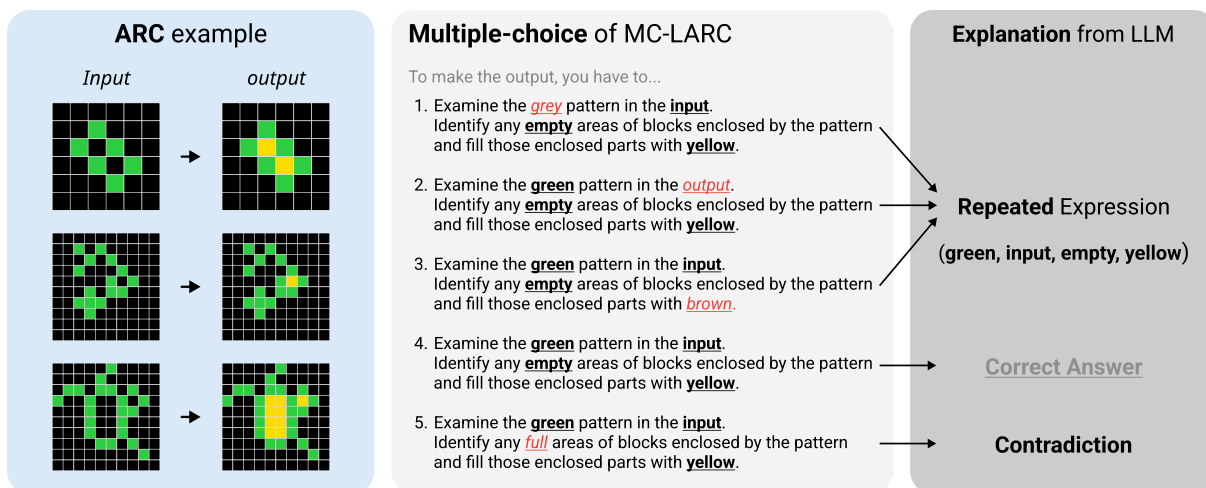 ARC example
Input
output
Multiple-choice of MC-LARC
To make the output, you have to...
1. Examine the grey pattern in the input.
Identify any empty areas of blocks enclosed by the pattern
and fill those enclosed parts with yellow.
2. Examine the green pattern in the output.
Identify any empty areas of blocks enclosed by the pattern
and fill those enclosed parts with yellow.
3. Examine the green pattern in the input.
Identify any empty areas of blocks enclosed by the pattern
and fill those enclosed parts with brown.
4. Examine the green pattern in the input.
Identify any empty areas of blocks enclosed by the pattern
and fill those enclosed parts with yellow.
5. Examine the green pattern in the input.
Identify any full areas of blocks enclosed by the pattern
and fill those enclosed parts with yellow.
Explanation from LLM
Repeated Expression
(green, input, empty, yellow)
Correct Answer
Contradiction